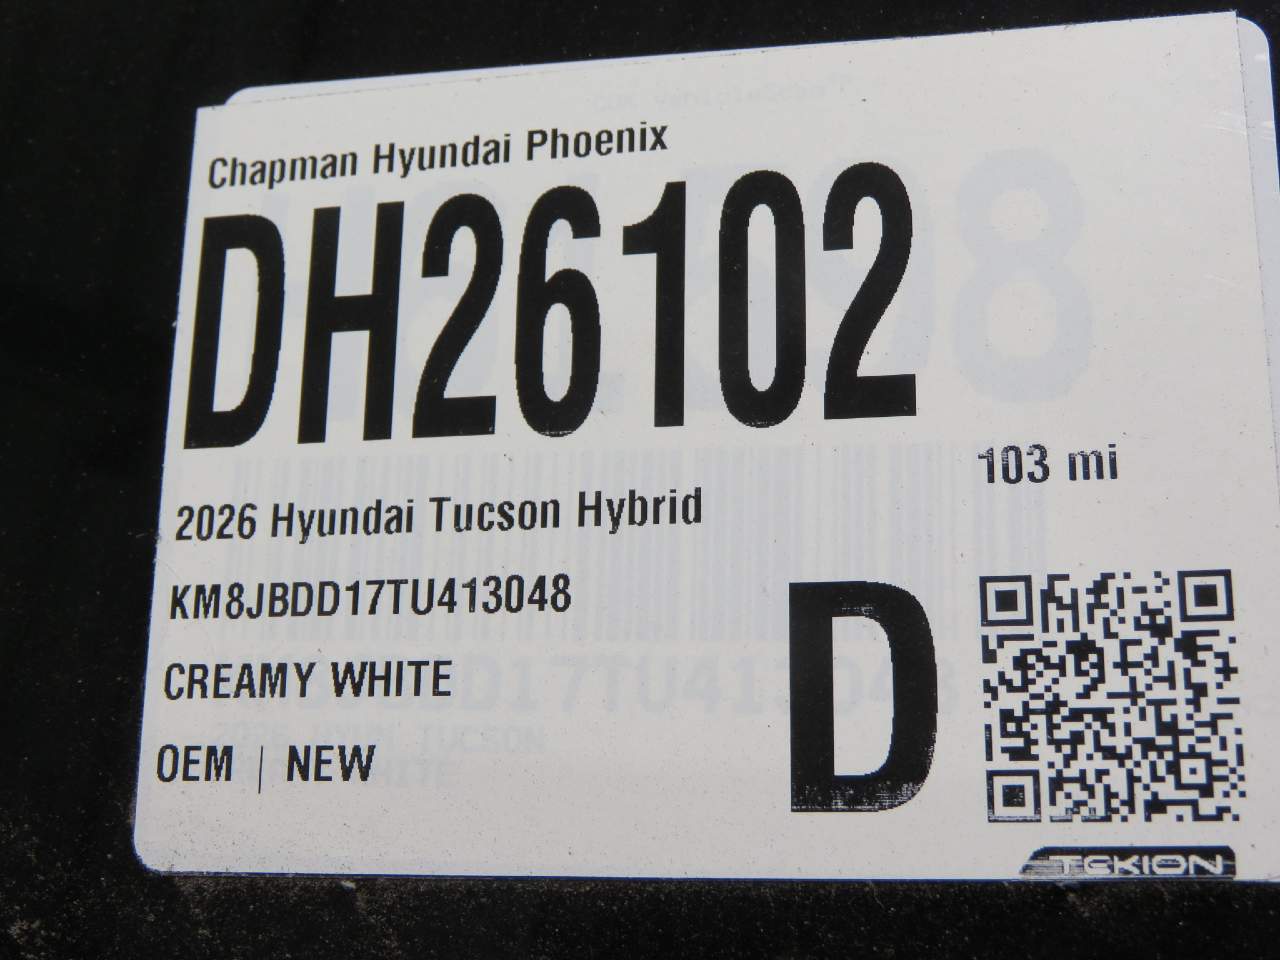 Chapman Hyundai Phoenix
DH26102
103 mi
2026 Hyundai Tucson Hybrid
KM8JBDD17TU413048
CREAMY WHITE
OEM | NEW
D
TEKION